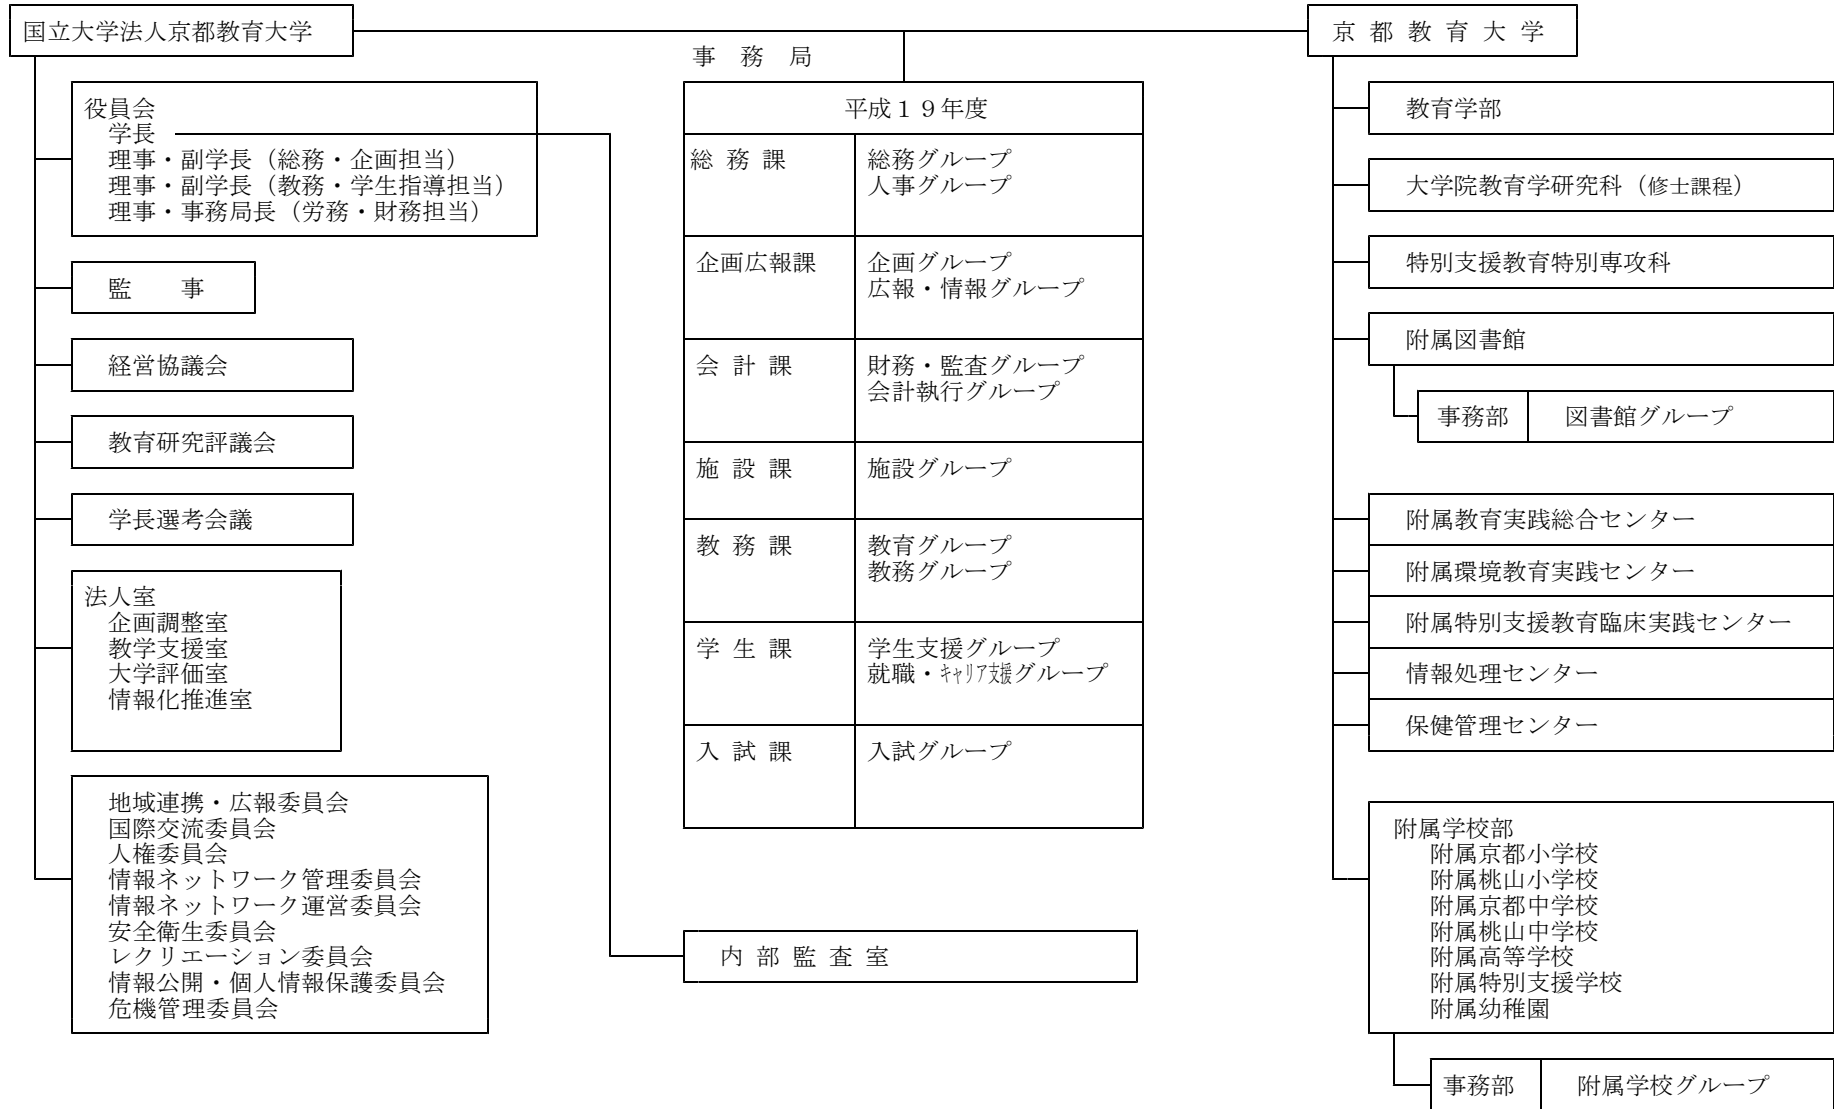 国立大学法人京都教育大学
役員会
学長
理事・副学長（総務・企画担当）
理事・副学長（教務・学生指導担当）
理事・事務局長（労務・財務担当）
監　　事
経営協議会
教育研究評議会
学長選考会議
法人室
企画調整室
教学支援室
大学評価室
情報化推進室
地域連携・広報委員会
国際交流委員会
人権委員会
情報ネットワーク管理委員会
情報ネットワーク運営委員会
安全衛生委員会
レクリエーション委員会
情報公開・個人情報保護委員会
危機管理委員会
事　務　局
平成１９年度
総 務 課　総務グループ
人事グループ
企画広報課　企画グループ
広報・情報グループ
会 計 課　財務・監査グループ
会計執行グループ
施 設 課　施設グループ
教 務 課　教育グループ
教務グループ
学 生 課　学生支援グループ
就職・ｷｬﾘｱ支援グループ
入 試 課　入試グループ
内 部 監 査 室
京 都 教 育 大 学
教育学部
大学院教育学研究科（修士課程）
特別支援教育特別専攻科
附属図書館
事務部　図書館グループ
附属教育実践総合センター
附属環境教育実践センター
附属特別支援教育臨床実践センター
情報処理センター
保健管理センター
附属学校部
附属京都小学校
附属桃山小学校
附属京都中学校
附属桃山中学校
附属高等学校
附属特別支援学校
附属幼稚園
事務部　附属学校グループ